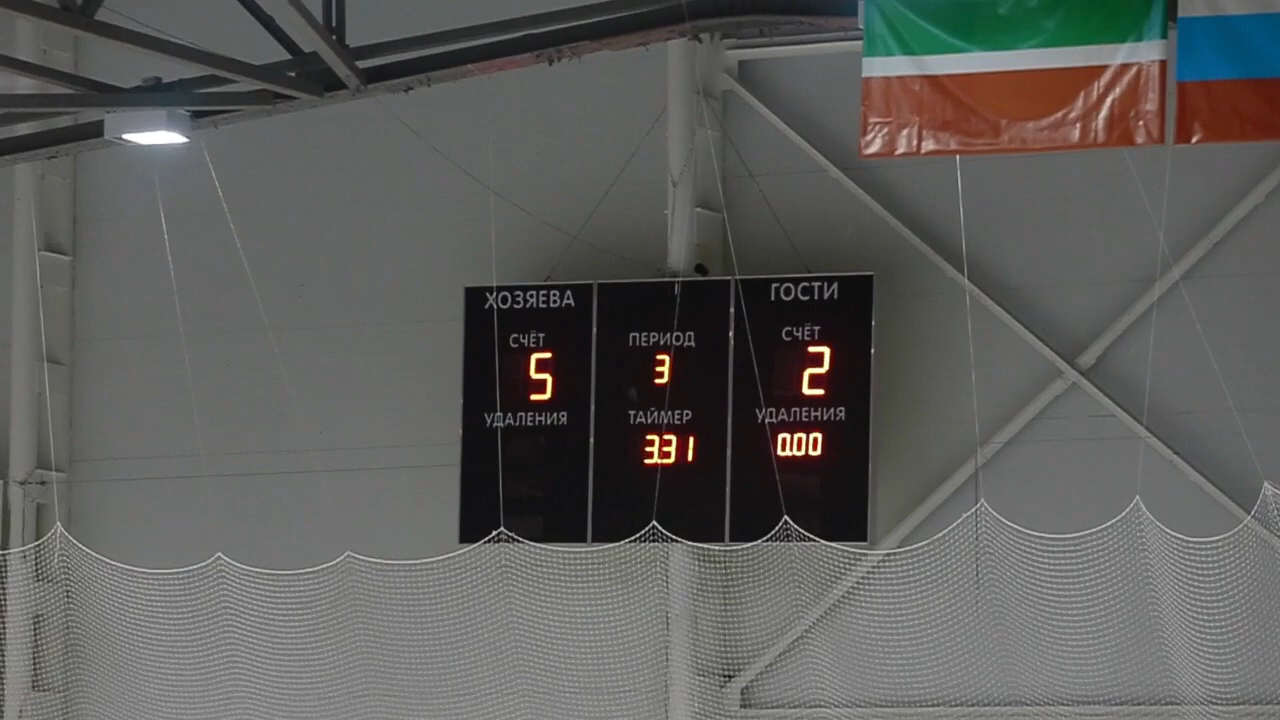 ХОЗЯЕВА
СЧЁТ
5
УДАЛЕНИЯ
ПЕРИОД
3
ТАЙМЕР
3.31
ГОСТИ
СЧЁТ
2
УДАЛЕНИЯ
0.00